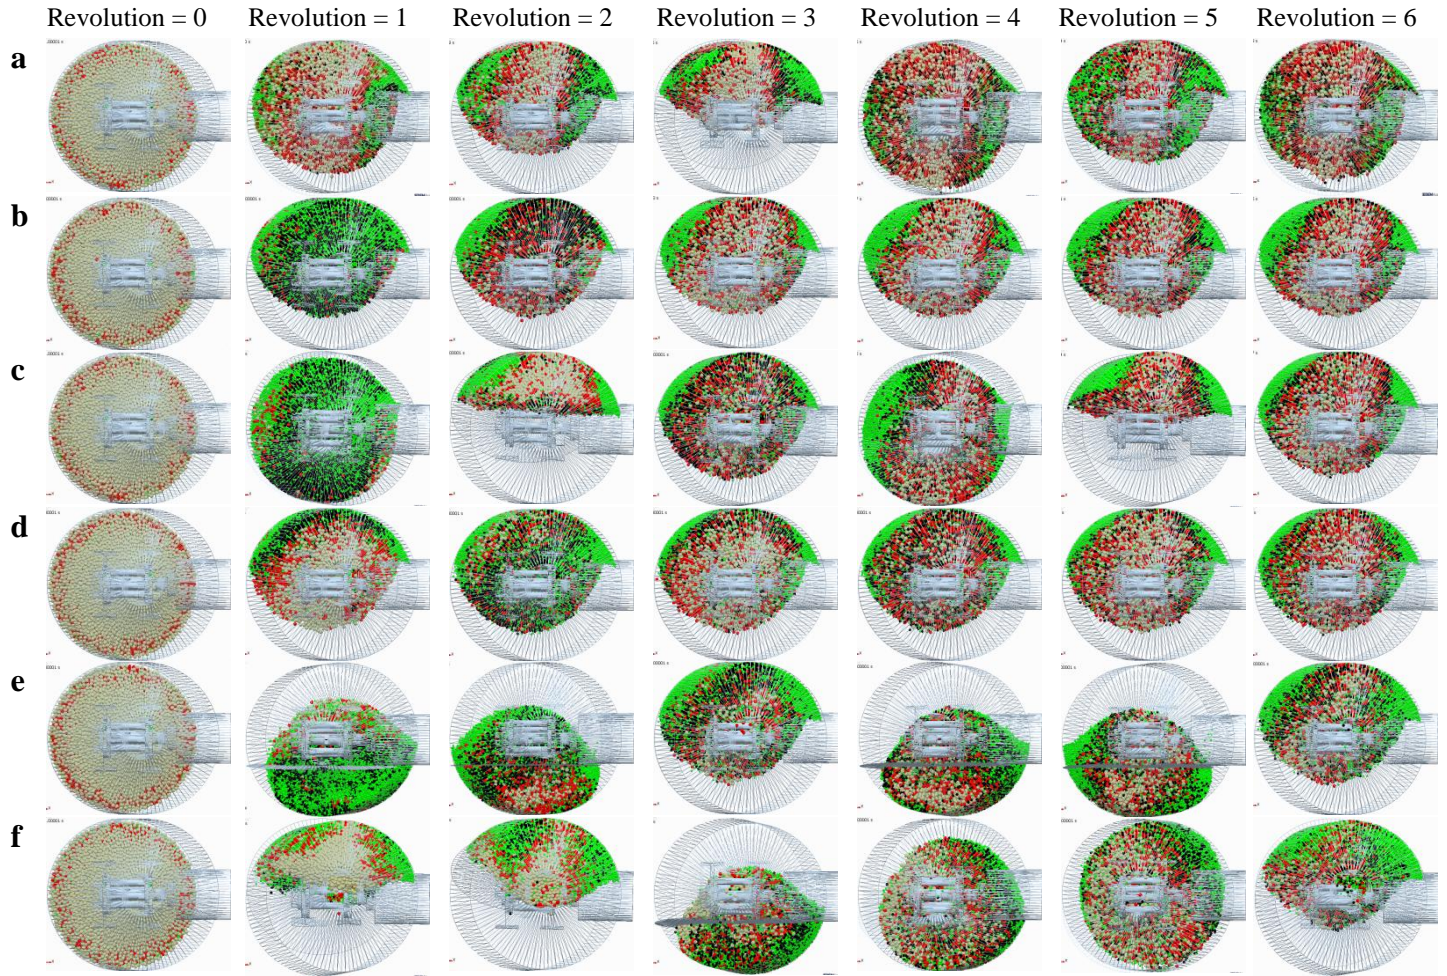 Revolution = 0 Revolution = 1 Revolution = 2 Revolution = 3 Revolution = 4 Revolution = 5 Revolution = 6
a
b
c
d
e
f